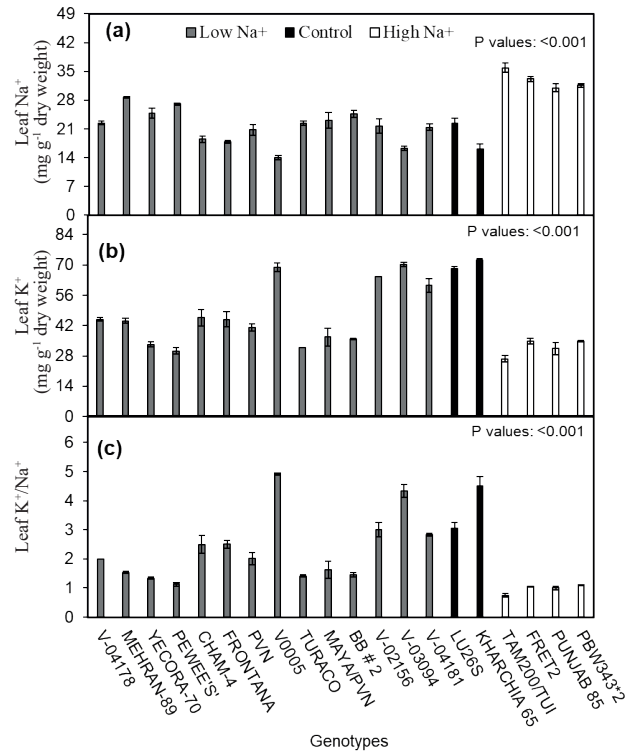 (a)
Low Na+ Control High Na+
P values: <0.001
Leaf Na⁺
(mg g⁻¹ dry weight)
49
42
35
28
21
14
7
0
(b)
P values: <0.001
Leaf K⁺
(mg g⁻¹ dry weight)
84
70
56
42
28
14
0
(c)
P values: <0.001
Leaf K⁺/Na⁺
6
5
4
3
2
1
0
V-04178
MEHRAN-89
YECORA-70
PEWEE'S'
CHAM-4
FRONTANA
PVN
V0005
TURACO
MAYA/PVN
BB # 2
V-02156
V-03094
V-04181
LU26S
KHARCHIA 65
TAM200/TUI
FRET2
PUNJAB 85
PBW343*2
Genotypes